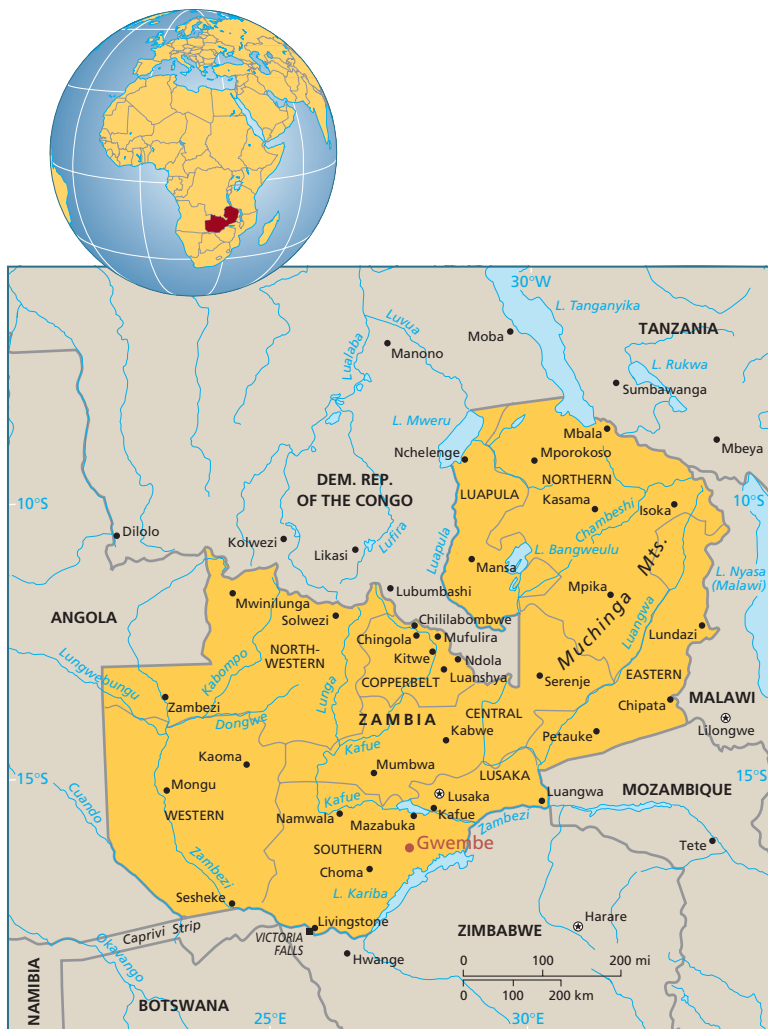 30°W
L. Tanganyika
TANZANIA
Luvua
Moba
Manono
Lualaba
L. Rukwa
Sumbawanga
L. Mweru
Mbala
Mbeya
Nchelenge
Mporokoso
DEM. REP.
OF THE CONGO
NORTHERN
LUAPULA
Kasama
10°S
10°S
Chambeshi
Isoka
Dilolo
Kolwezi
Likasi
Lufira
Luapula
L. Bangweulu
Mansa
Muchinga Mts.
L. Nyasa
(Malawi)
Mwinilunga
Lubumbashi
Mpika
ANGOLA
Solwezi
Chililabombwe
Chingola
Mufulira
Luangwa
Lundazi
NORTH-
WESTERN
Kitwe
Ndola
Lungwebungu
Kabompo
COPPERBELT
Luanshya
Serenje
EASTERN
Zambezi
Lunga
MALAWI
Chipata
Dongwe
ZAMBIA
CENTRAL
Lilongwe
Kabwe
Petauke
Kafue
Kaoma
Mumbwa
15°S
LUSAKA
15°S
Mongu
Cuando
Lusaka
Luangwa
MOZAMBIQUE
WESTERN
Kafue
Kafue
Namwala
Mazabuka
Zambezi
SOUTHERN
Gwembe
Tete
Zambezi
Choma
L. Kariba
Sesheke
Livingstone
Harare
Caprivi Strip
VICTORIA
FALLS
ZIMBABWE
Okavango
Hwange
0 100 200 mi
0 100 200 km
NAMIBIA
BOTSWANA
25°E
30°E